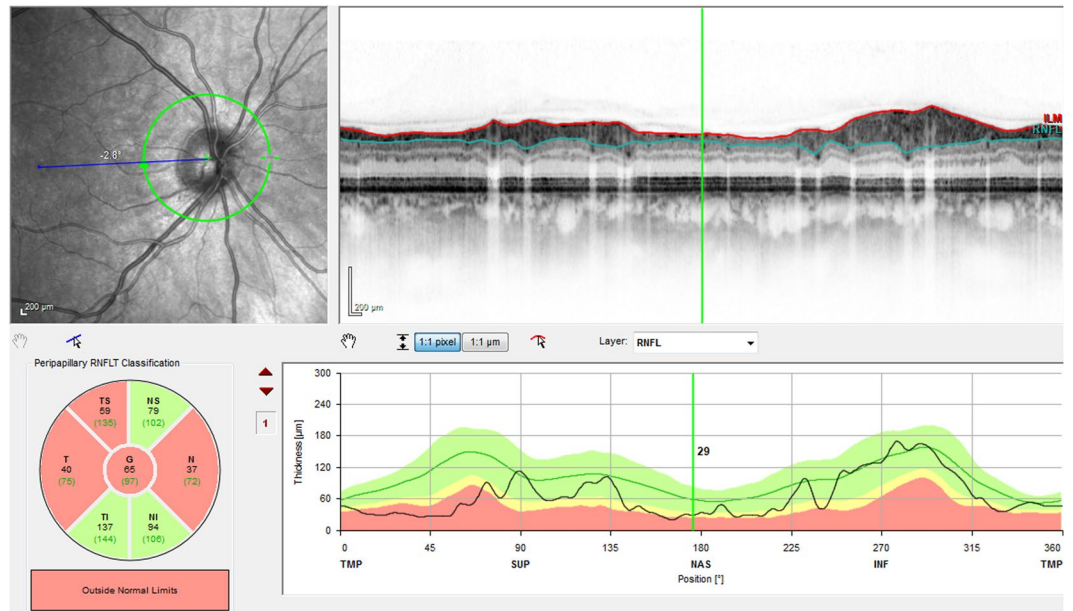 -2.8°
200 µm
ILM
RNFL
200 µm
1:1 pixel 1:1 µm Layer: RNFL
Peripapillary RNFLT Classification
TS
59
(135)
NS
79
(102)
T
40
(75)
G
65
(97)
N
37
(72)
TI
137
(144)
NI
94
(106)
Outside Normal Limits
1
Thickness [µm]
300
240
180
120
60
0
29
0 45 90 135 180 225 270 315 360
TMP SUP NAS INF TMP
Position [°]